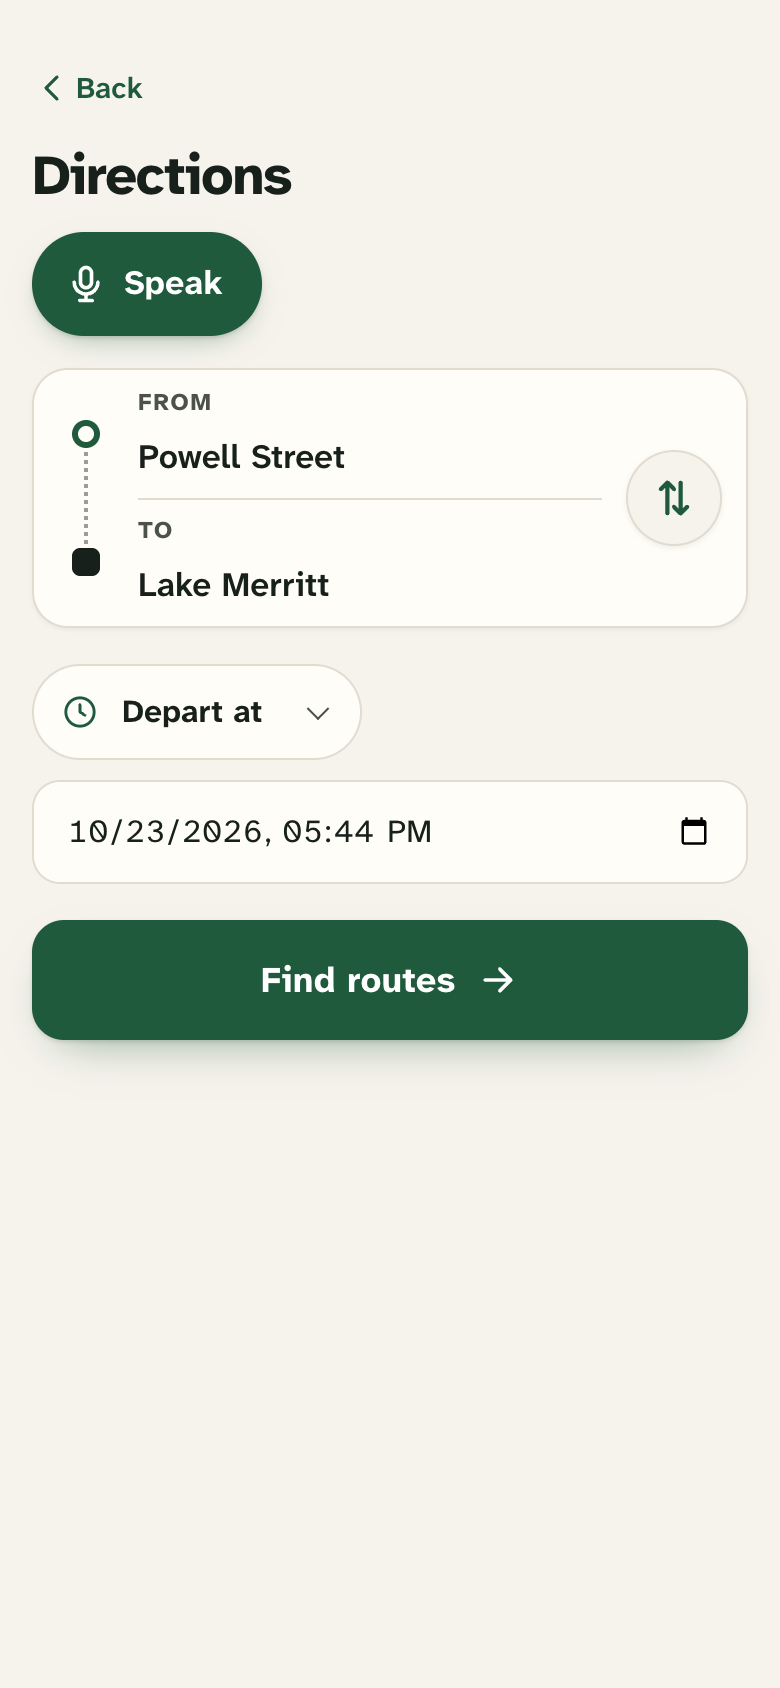 Back
Directions
Speak
FROM
Powell Street
TO
Lake Merritt
Depart at
10/23/2026, 05:44 PM
Find routes